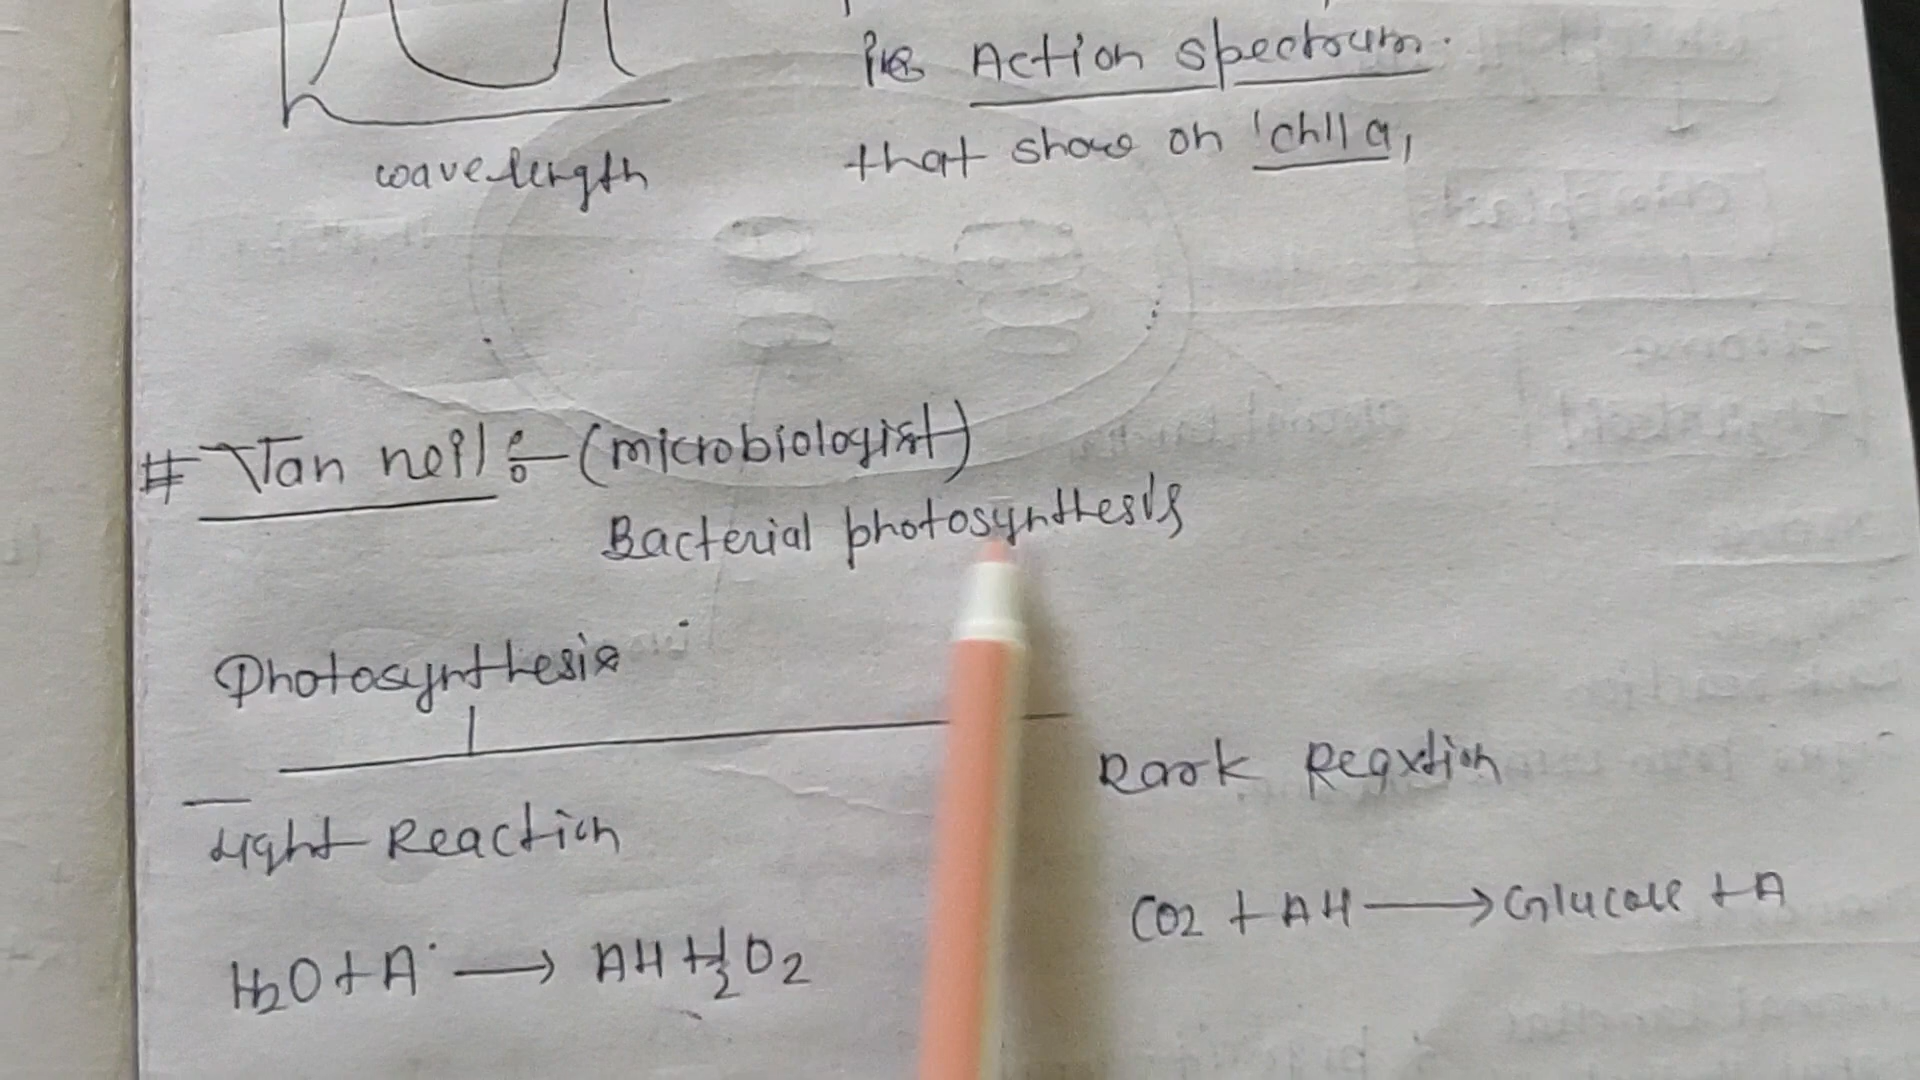 is Action spectrum.
that show on 'chll a,
wavelength
# Van neil :- (microbiologist)
Bacterial photosynthesis
Photosynthesis
Dark Reaction
Light Reaction
CO2 + AH → Glucose + A
H2O + A → AH + 1/2 O2